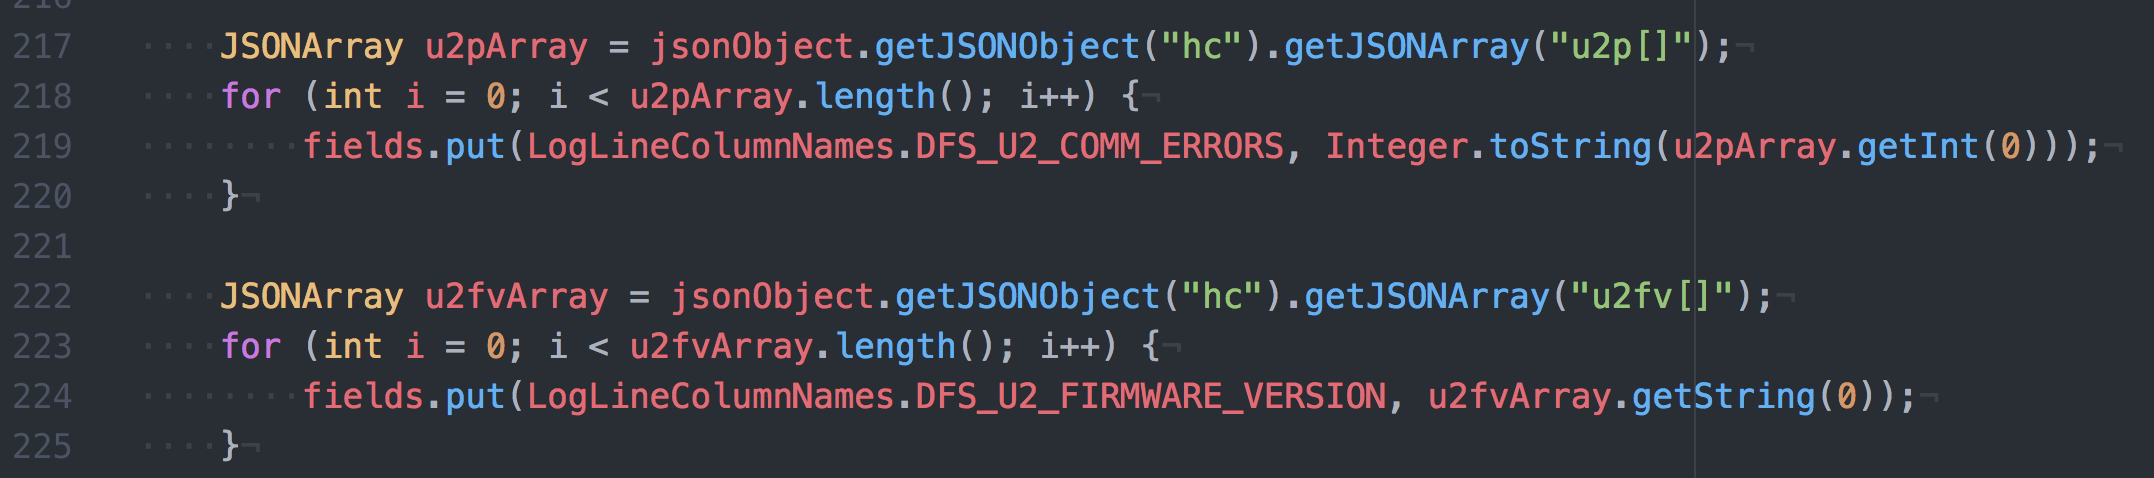 216
217 ····JSONArray u2pArray = jsonObject.getJSONObject("hc").getJSONArray("u2p[]");¬
218 ····for (int i = 0; i < u2pArray.length(); i++) {¬
219 ········fields.put(LogLineColumnNames.DFS_U2_COMM_ERRORS, Integer.toString(u2pArray.getInt(0)));¬
220 ····}¬
221
222 ····JSONArray u2fvArray = jsonObject.getJSONObject("hc").getJSONArray("u2fv[]");¬
223 ····for (int i = 0; i < u2fvArray.length(); i++) {¬
224 ········fields.put(LogLineColumnNames.DFS_U2_FIRMWARE_VERSION, u2fvArray.getString(0));¬
225 ····}¬